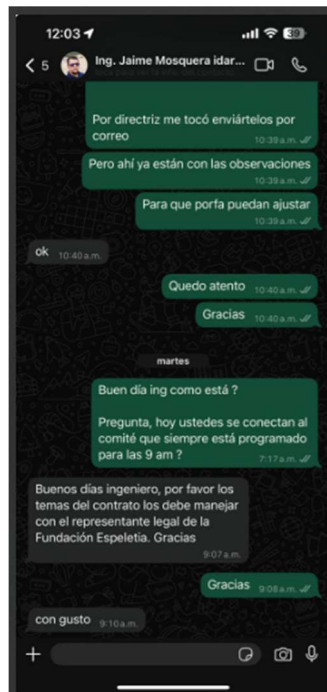 12:03
39
5
Ing. Jaime Mosquera idar...
Por directriz me tocó enviártelos por
correo
10:39 a.m.
Pero ahí ya están con las observaciones
10:39 a.m.
Para que porfa puedan ajustar
10:39 a.m.
ok 10:40 a.m.
Quedo atento 10:40 a.m.
Gracias 10:40 a.m.
martes
Buen día ing como está ?
Pregunta, hoy ustedes se conectan al
comité que siempre está programado
para las 9 am ?
7:17 a.m.
Buenos días ingeniero, por favor los
temas del contrato los debe manejar
con el representante legal de la
Fundación Espeletia. Gracias
9:07 a.m.
Gracias 9:08 a.m.
con gusto 9:10 a.m.